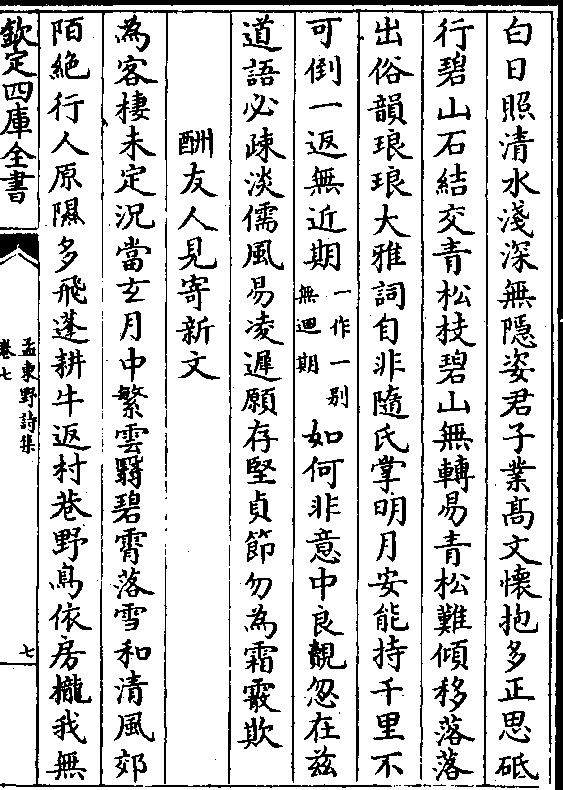 白日照清水淺深無隱姿君子業高文懷抱多正思砥
行碧山石結交青松枝碧山無轉易青松難傾移落落
出俗韻琅琅大雅詞自非隨氏掌明月安能持千里不
可倒一返無近期一作一别無迴期如何非意中良覿忽在兹
道語必疎淡儒風易凌遲願存堅貞節勿為霜霰欺
酬友人見寄新文
為客棲未定況當玄月中繁雲翳碧霄落雪和清風郊
陌絶行人原隰多飛蓬耕牛返村巷野鳥依房櫳我無
欽定四庫全書
孟東野詩集
卷七
七